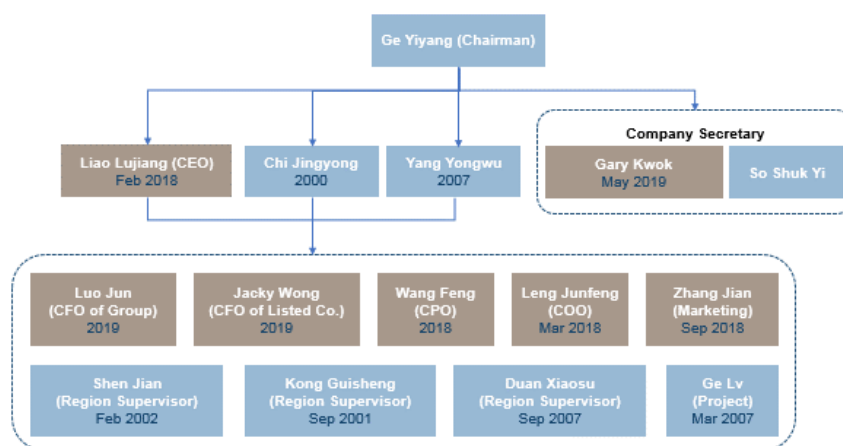 Ge Yiyang (Chairman)
Company Secretary
Liao Lujiang (CEO)
Feb 2018
Chi Jingyong
2000
Yang Yongwu
2007
Gary Kwok
May 2019
So Shuk Yi
Luo Jun
(CFO of Group)
2019
Jacky Wong
(CFO of Listed Co.)
2019
Wang Feng
(CPO)
2018
Leng Junfeng
(COO)
Mar 2018
Zhang Jian
(Marketing)
Sep 2018
Shen Jian
(Region Supervisor)
Feb 2002
Kong Guisheng
(Region Supervisor)
Sep 2001
Duan Xiaosu
(Region Supervisor)
Sep 2007
Ge Lv
(Project)
Mar 2007